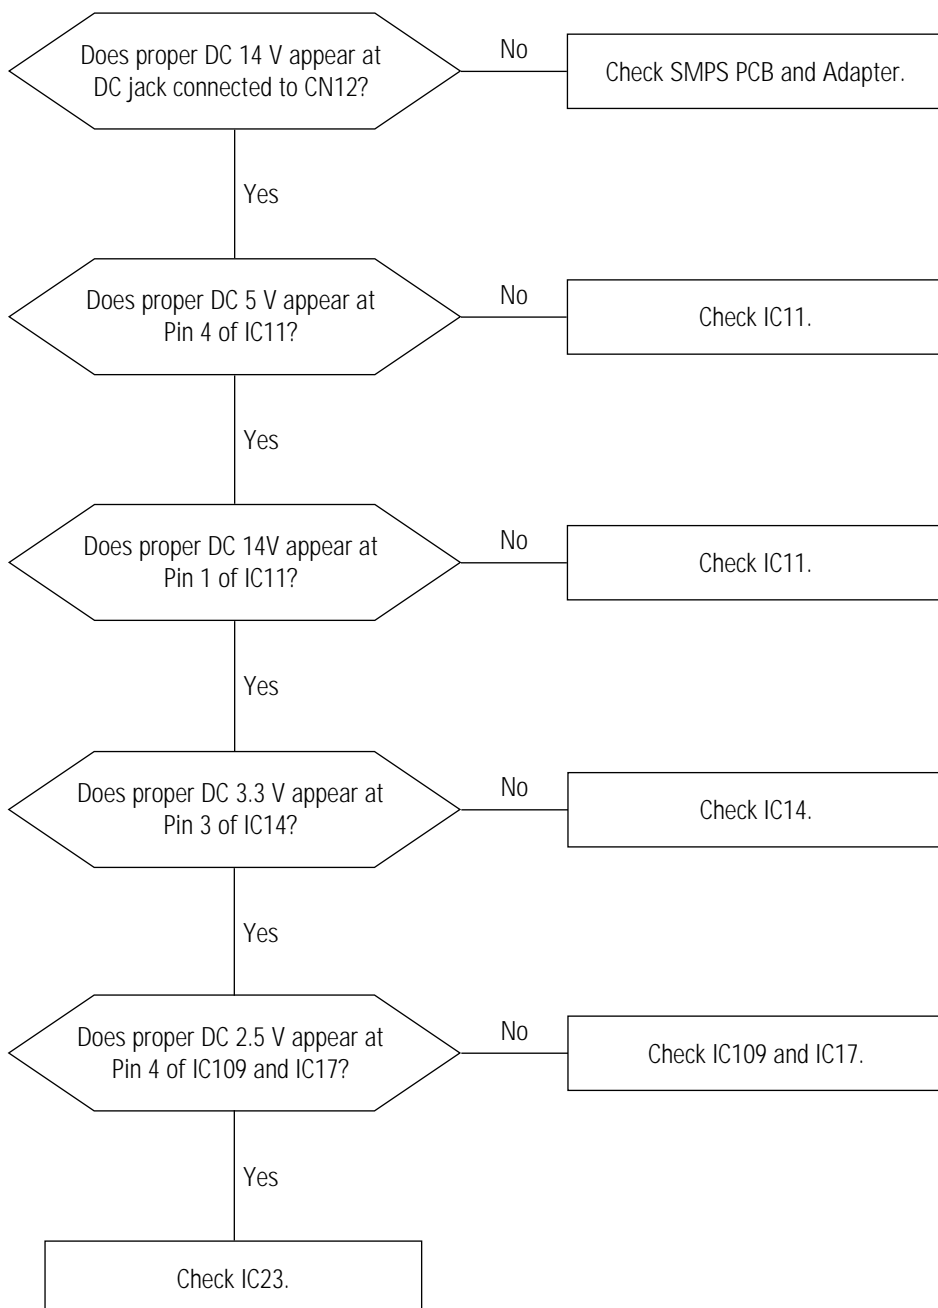 Does proper DC 14 V appear at
DC jack connected to CN12?
No
Check SMPS PCB and Adapter.
Yes
Does proper DC 5 V appear at
Pin 4 of IC11?
No
Check IC11.
Yes
Does proper DC 14V appear at
Pin 1 of IC11?
No
Check IC11.
Yes
Does proper DC 3.3 V appear at
Pin 3 of IC14?
No
Check IC14.
Yes
Does proper DC 2.5 V appear at
Pin 4 of IC109 and IC17?
No
Check IC109 and IC17.
Yes
Check IC23.